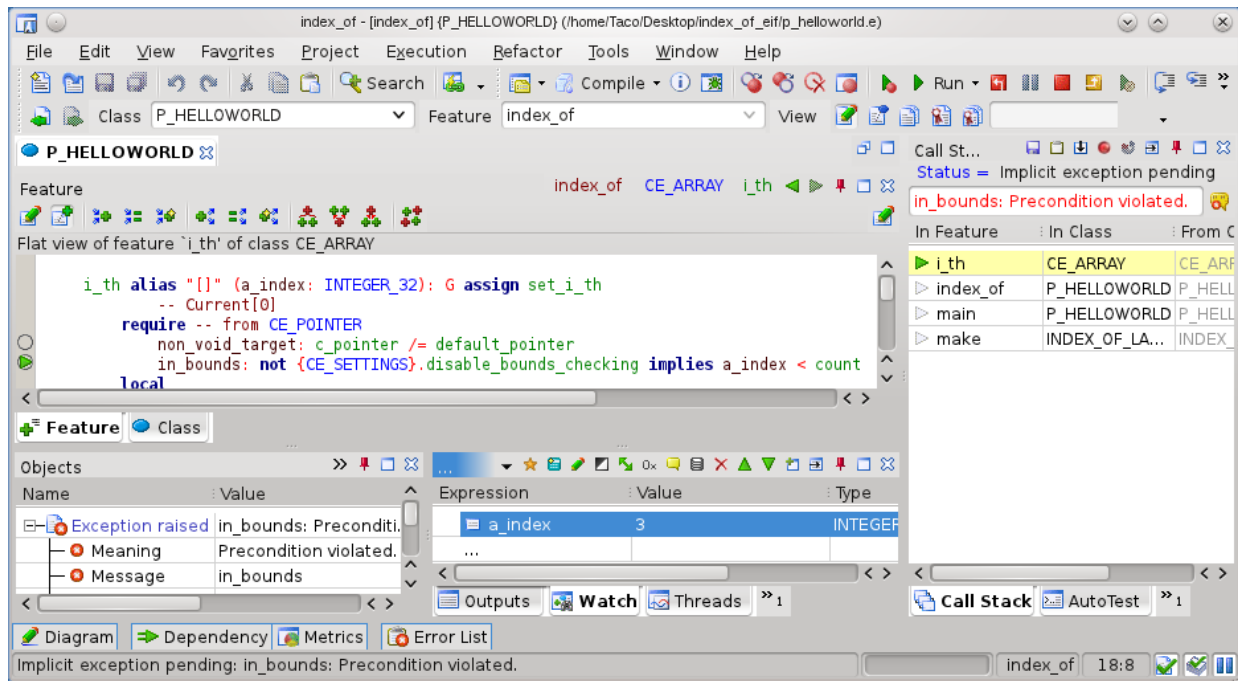 index_of - [index_of] {P_HELLOWORLD} (/home/Taco/Desktop/index_of_eif/p_helloworld.e)
File Edit View Favorites Project Execution Refactor Tools Window Help
Search Compile Run
Class P_HELLOWORLD Feature index_of View
P_HELLOWORLD
Feature index_of CE_ARRAY i_th
Flat view of feature `i_th' of class CE_ARRAY
i_th alias "[]" (a_index: INTEGER_32): G assign set_i_th
-- Current[0]
require -- from CE_POINTER
non_void_target: c_pointer /= default_pointer
in_bounds: not {CE_SETTINGS}.disable_bounds_checking implies a_index < count
local
Feature Class
Call St...
Status = Implicit exception pending
in_bounds: Precondition violated.
In Feature In Class From C
i_th CE_ARRAY CE_ARR
index_of P_HELLOWORLD P_HELL
main P_HELLOWORLD P_HELL
make INDEX_OF_LA... INDEX_
Objects
Name Value
Exception raised in_bounds: Preconditi.
Meaning Precondition violated.
Message in_bounds
...
0x
Expression Value Type
a_index 3 INTEGER
...
Outputs Watch Threads »1
Call Stack AutoTest »1
Diagram Dependency Metrics Error List
Implicit exception pending: in_bounds: Precondition violated.
index_of 18:8